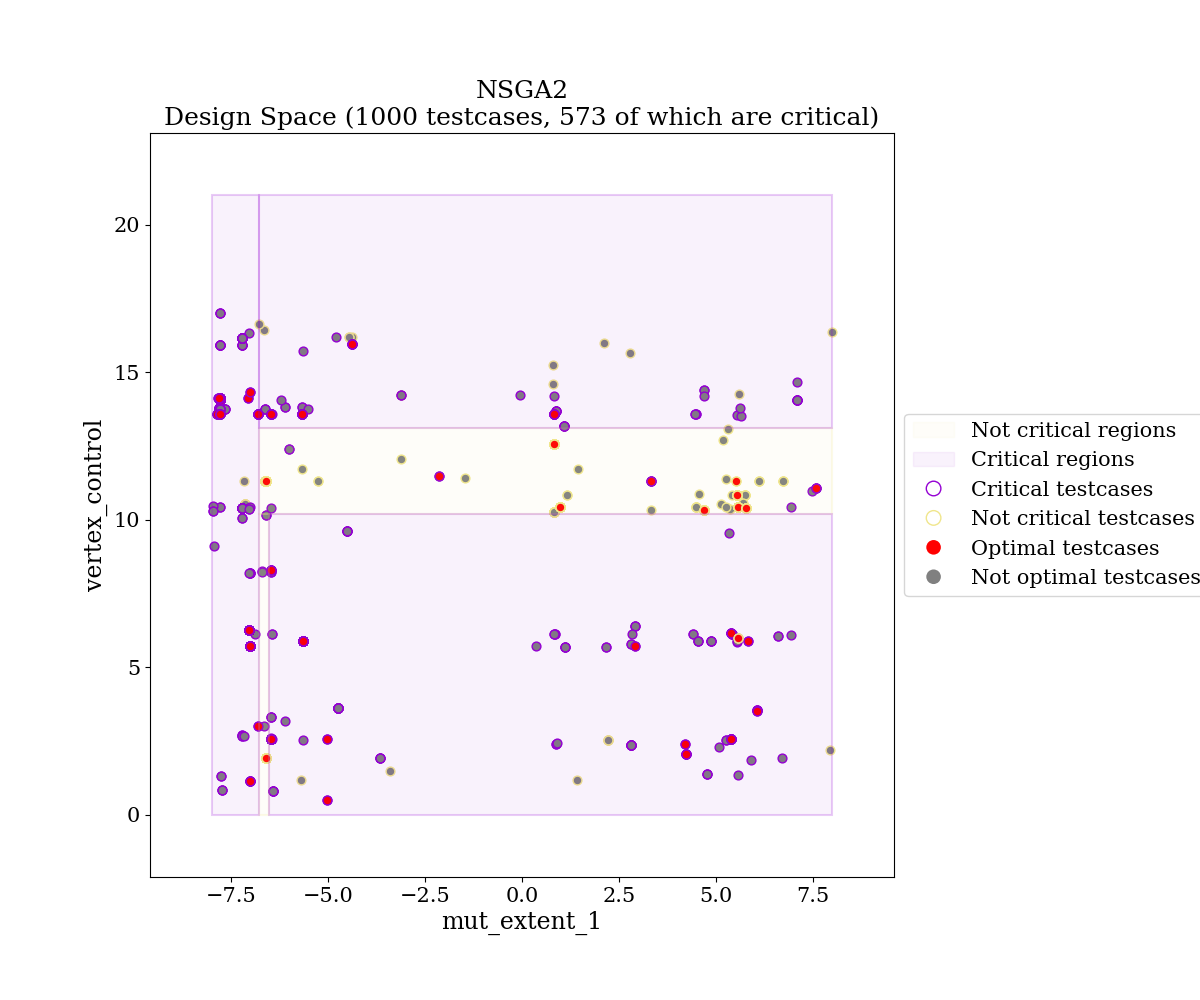 NSGA2
Design Space (1000 testcases, 573 of which are critical)
20
15
10
5
0
vertex_control
−7.5 −5.0 −2.5 0.0 2.5 5.0 7.5
mut_extent_1
Not critical regions
Critical regions
Critical testcases
Not critical testcases
Optimal testcases
Not optimal testcases